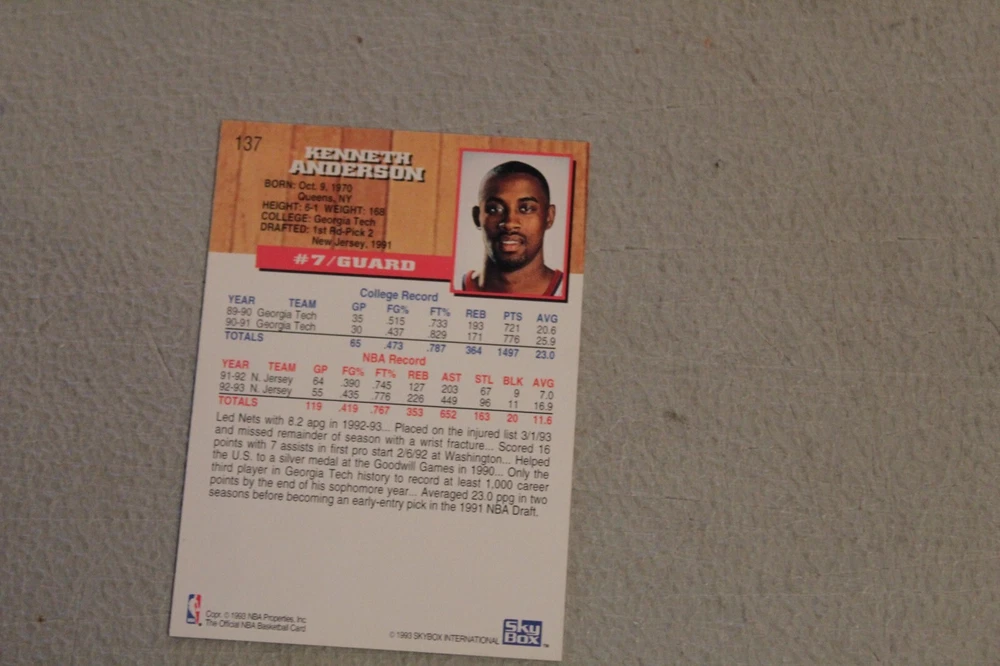 137
KENNETH
ANDERSON
BORN: Oct. 9, 1970
Queens, NY
HEIGHT: 6-1 WEIGHT: 168
COLLEGE: Georgia Tech
DRAFTED: 1st Rd-Pick 2
New Jersey, 1991
#7/GUARD
College Record
YEAR TEAM GP FG% FT% REB PTS AVG
89-90 Georgia Tech 35 .515 .733 193 721 20.6
90-91 Georgia Tech 30 .437 .829 171 776 25.9
TOTALS 65 .473 .787 364 1497 23.0
NBA Record
YEAR TEAM GP FG% FT% REB AST STL BLK AVG
91-92 N. Jersey 64 .390 .745 127 203 67 9 7.0
92-93 N. Jersey 55 .435 .776 226 449 96 11 16.9
TOTALS 119 .419 .767 353 652 163 20 11.6
Led Nets with 8.2 apg in 1992-93... Placed on the injured list 3/1/93
and missed remainder of season with a wrist fracture... Scored 16
points with 7 assists in first pro start 2/6/92 at Washington... Helped
the U.S. to a silver medal at the Goodwill Games in 1990... Only the
third player in Georgia Tech history to record at least 1,000 career
points by the end of his sophomore year... Averaged 23.0 ppg in two
seasons before becoming an early-entry pick in the 1991 NBA Draft.
Copr. © 1993 NBA Properties, Inc
The Official NBA Basketball Card
© 1993 SKYBOX INTERNATIONAL
Sky
Box
TM